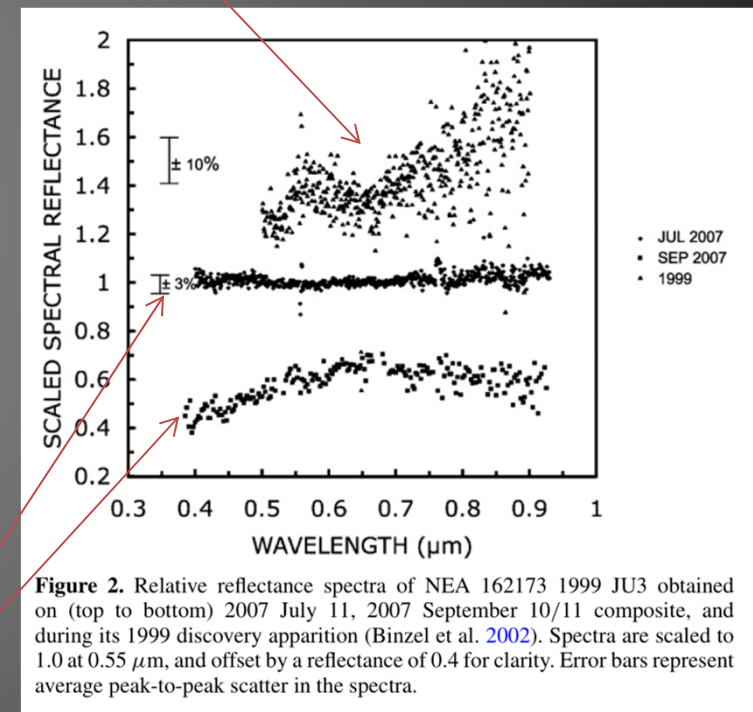 SCALED SPECTRAL REFLECTANCE
2
1.8
1.6
1.4
1.2
1
0.8
0.6
0.4
0.2
± 10%
± 3%
0.3 0.4 0.5 0.6 0.7 0.8 0.9 1
WAVELENGTH (µm)
JUL 2007
SEP 2007
1999
Figure 2. Relative reflectance spectra of NEA 162173 1999 JU3 obtained
on (top to bottom) 2007 July 11, 2007 September 10/11 composite, and
during its 1999 discovery apparition (Binzel et al. 2002). Spectra are scaled to
1.0 at 0.55 µm, and offset by a reflectance of 0.4 for clarity. Error bars represent
average peak-to-peak scatter in the spectra.